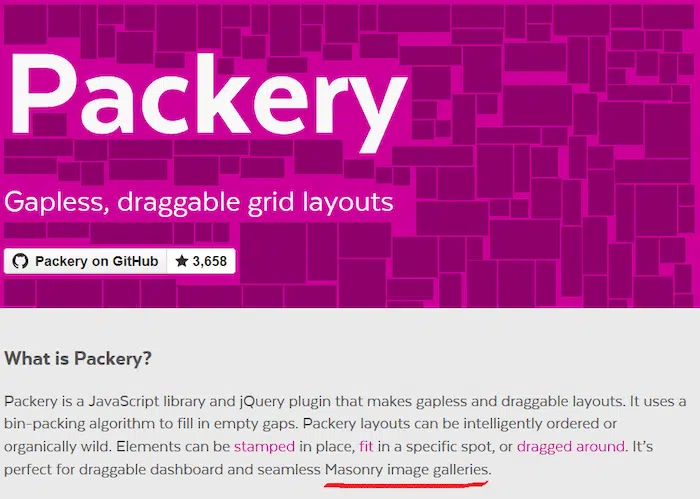 Packery
Gapless, draggable grid layouts
Packery on GitHub ★ 3,658
What is Packery?
Packery is a JavaScript library and jQuery plugin that makes gapless and draggable layouts. It uses a
bin-packing algorithm to fill in empty gaps. Packery layouts can be intelligently ordered or
organically wild. Elements can be stamped in place, fit in a specific spot, or dragged around. It’s
perfect for draggable dashboard and seamless Masonry image galleries.